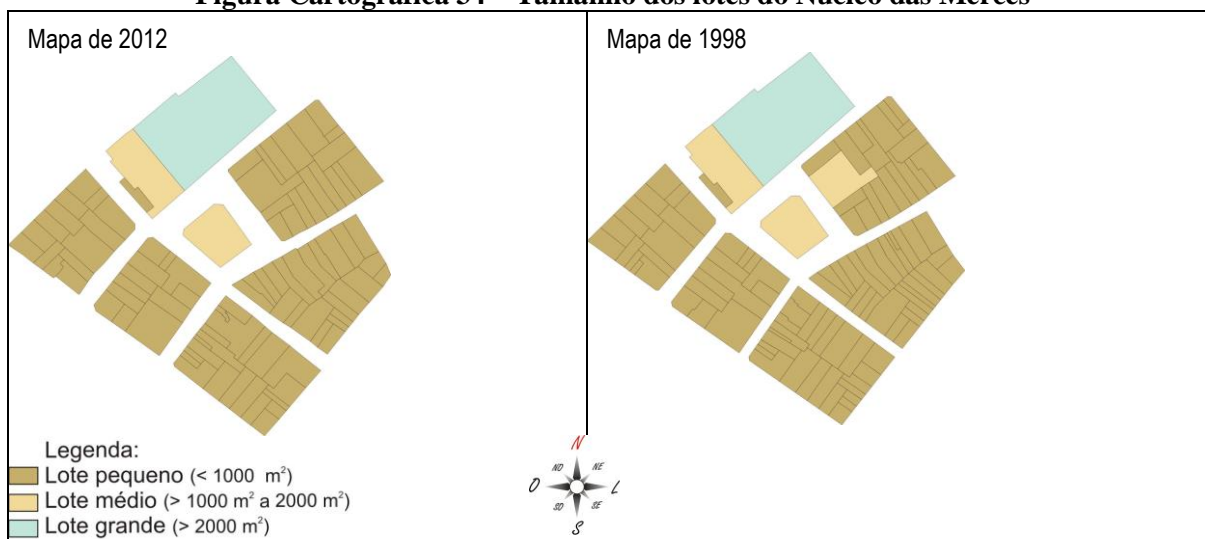 Figura Cartográfica 34 – Tamanho dos lotes do Núcleo das Mercês
Mapa de 2012
Mapa de 1998
Legenda:
Lote pequeno (< 1000 m²)
Lote médio (> 1000 m² a 2000 m²)
Lote grande (> 2000 m²)
N
NO
NE
O
L
SO
SE
S